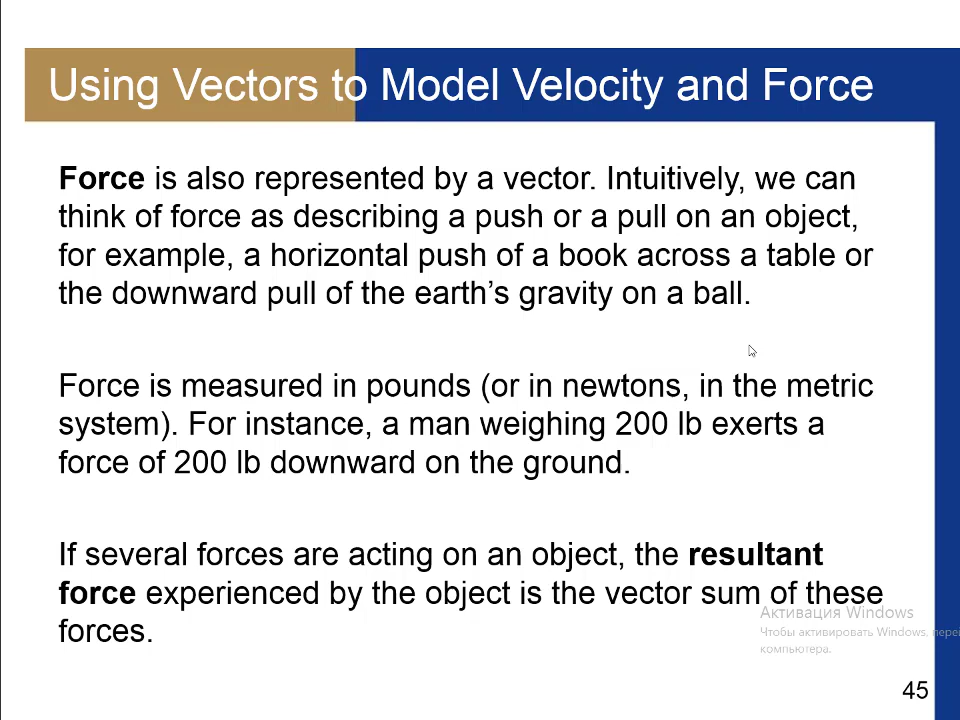 Using Vectors to Model Velocity and Force
Force is also represented by a vector. Intuitively, we can
think of force as describing a push or a pull on an object,
for example, a horizontal push of a book across a table or
the downward pull of the earth’s gravity on a ball.
Force is measured in pounds (or in newtons, in the metric
system). For instance, a man weighing 200 lb exerts a
force of 200 lb downward on the ground.
If several forces are acting on an object, the resultant
force experienced by the object is the vector sum of these
forces.
Активация Windows
Чтобы активировать Windows, пере
компьютера.
45